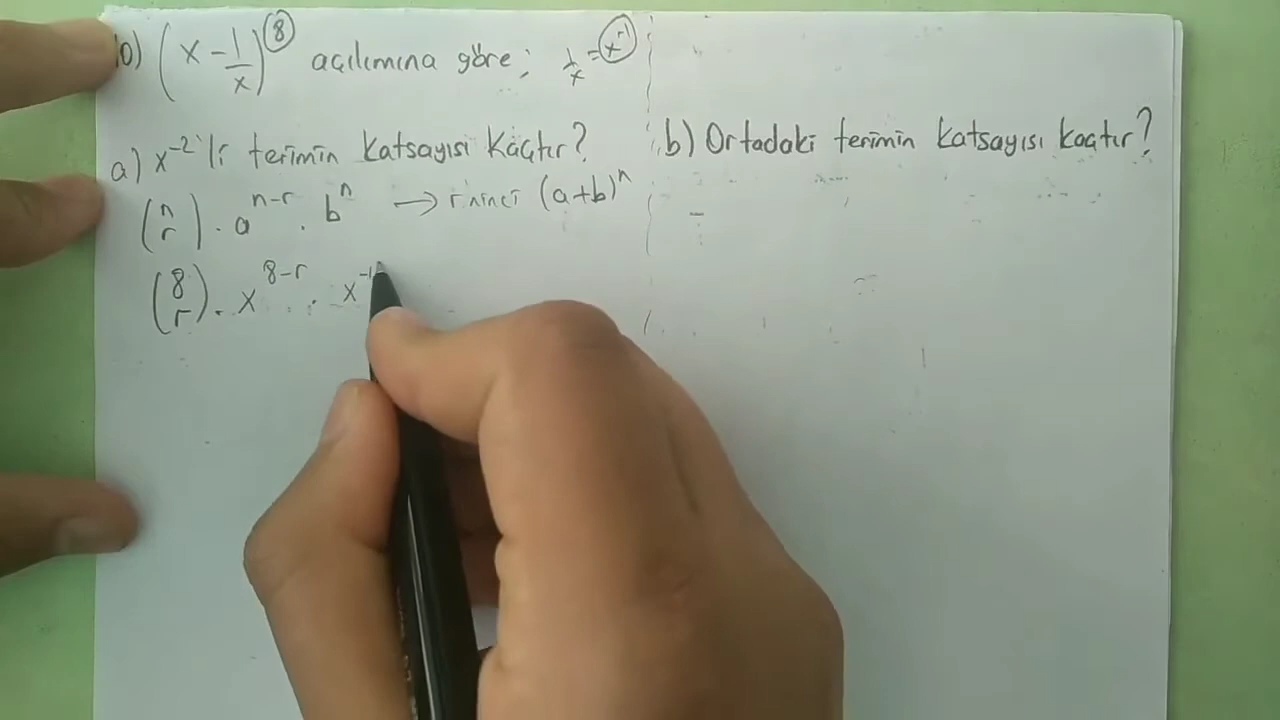 10) (x - 1/x)^8 açılımına göre; 1/x = x^-1
a) x^-2'li terimin katsayısı kaçtır?
(n r) . a^n-r . b^n → r ninci (a+b)^n
(8 r) . x^8-r . x^-1
b) Ortadaki terimin katsayısı kaçtır?